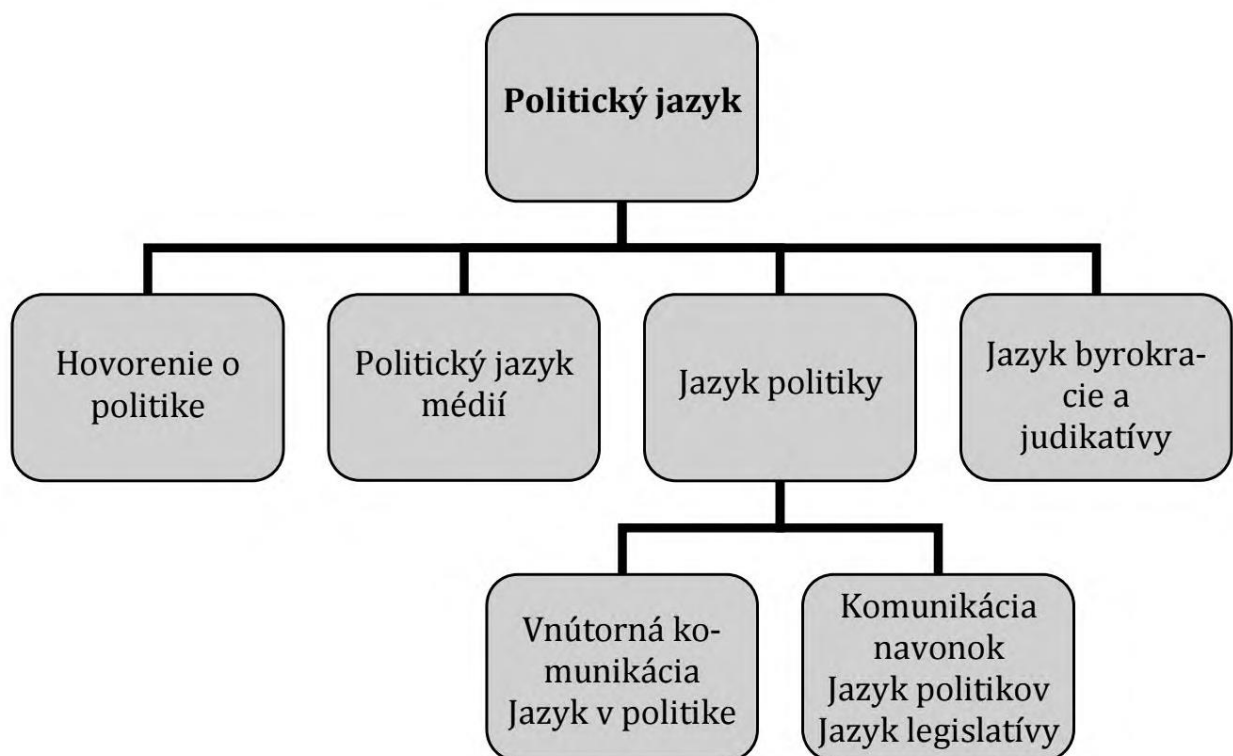 Politický jazyk
Hovorenie o
politike
Politický jazyk
médií
Jazyk politiky
Jazyk byrokra-
cie a
judikatívy
Vnútorná ko-
munikácia
Jazyk v politike
Komunikácia
navonok
Jazyk politikov
Jazyk legislatívy